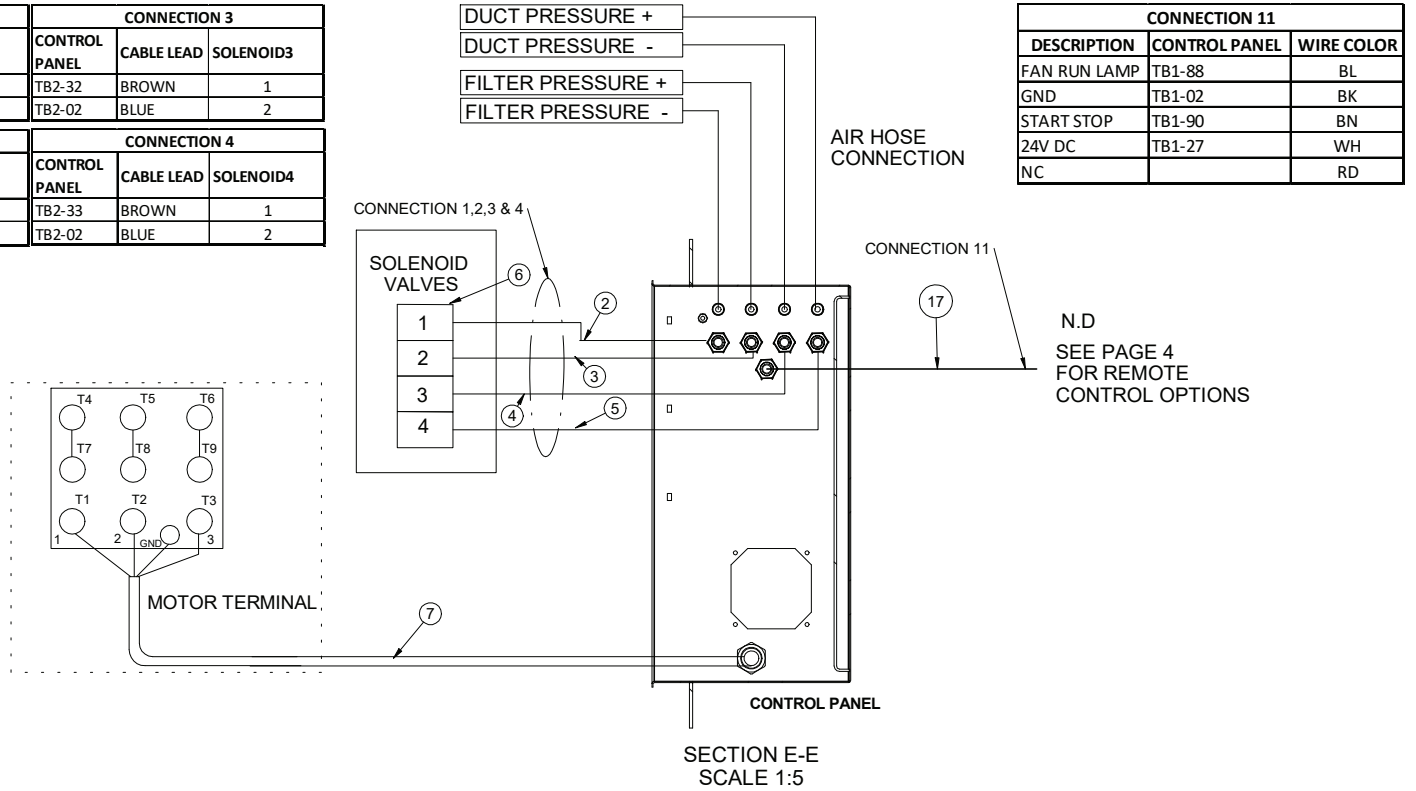 CONNECTION 3
CONTROL PANEL CABLE LEAD SOLENOID3
TB2-32 BROWN 1
TB2-02 BLUE 2
CONNECTION 4
CONTROL PANEL CABLE LEAD SOLENOID4
TB2-33 BROWN 1
TB2-02 BLUE 2
DUCT PRESSURE +
DUCT PRESSURE -
FILTER PRESSURE +
FILTER PRESSURE -
AIR HOSE
CONNECTION
CONNECTION 11
DESCRIPTION CONTROL PANEL WIRE COLOR
FAN RUN LAMP TB1-88 BL
GND TB1-02 BK
START STOP TB1-90 BN
24V DC TB1-27 WH
NC RD
CONNECTION 1,2,3 & 4
SOLENOID
VALVES
6
1
2
3
4
2
3
4
5
CONNECTION 11
17
N.D
SEE PAGE 4
FOR REMOTE
CONTROL OPTIONS
T4 T5 T6
T7 T8 T9
T1 T2 T3
1 2 GND 3
MOTOR TERMINAL
7
CONTROL PANEL
SECTION E-E
SCALE 1:5